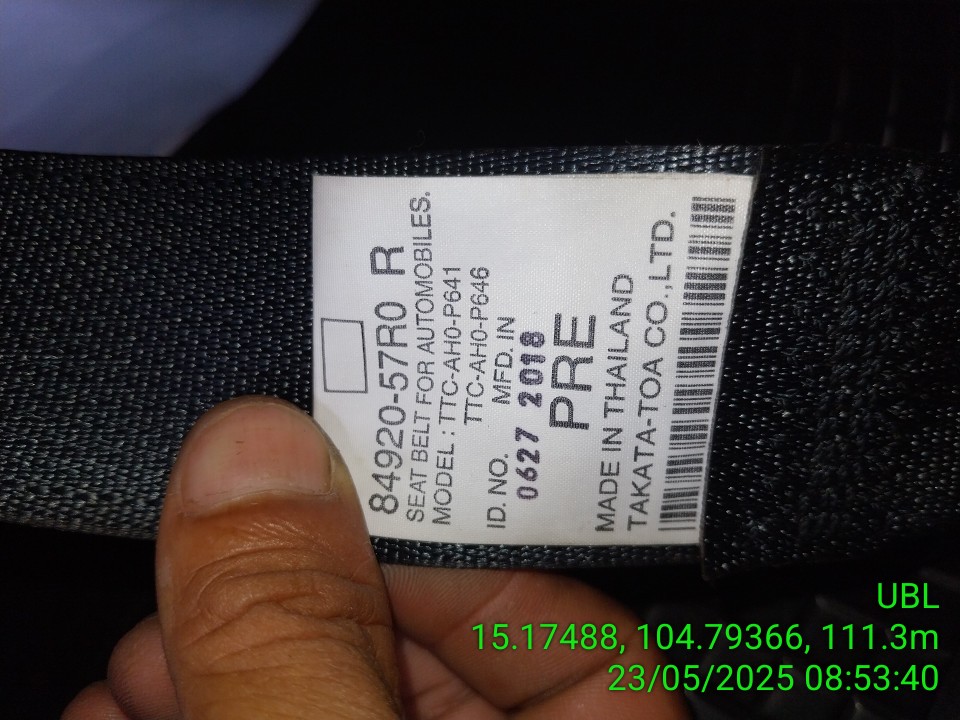 84920-57R0 R
SEAT BELT FOR AUTOMOBILES.
MODEL : TTC-AH0-P641
TTC-AH0-P646
ID. NO. MFD. IN
0627 2018
PRE
MADE IN THAILAND
TAKATA-TOA CO.,LTD.
UBL
15.17488, 104.79366, 111.3m
23/05/2025 08:53:40